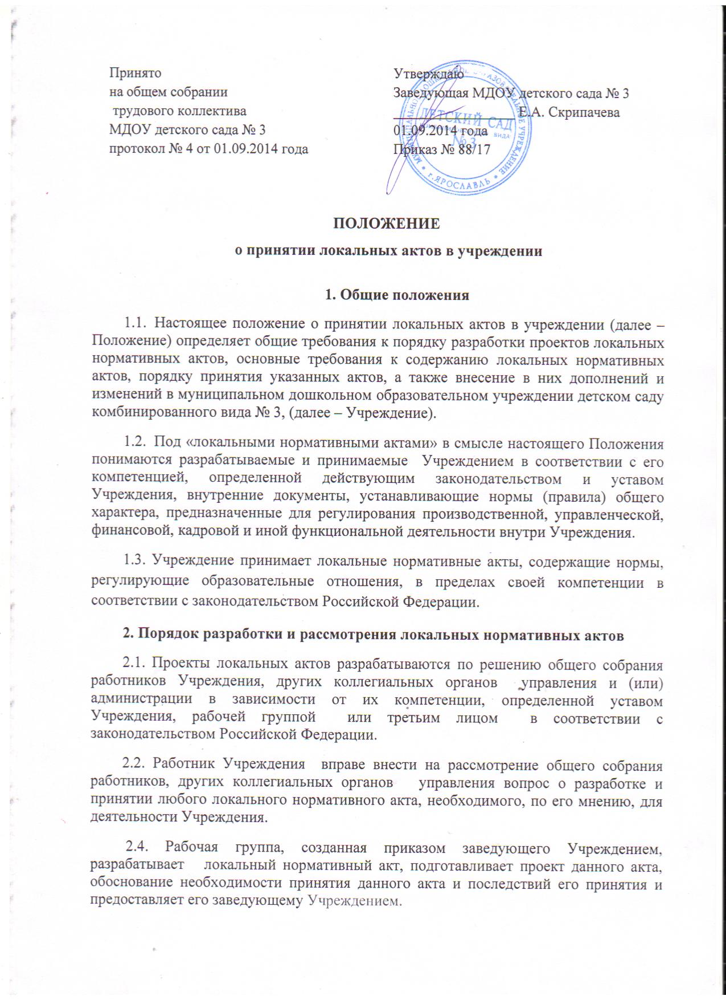 Принято
на общем собрании
трудового коллектива
МДОУ детского сада № 3
протокол № 4 от 01.09.2014 года
Утверждаю
Заведующая МДОУ детского сада № 3
Е.А. Скрипачева
01.09.2014 года
Приказ № 88/17
МУНИЦИПАЛЬНОЕ ДОШКОЛЬНОЕ ОБРАЗОВАТЕЛЬНОЕ УЧРЕЖДЕНИЕ
* г.ЯРОСЛАВЛЬ *
ДЕТСКИЙ САД
ВИДА
№ 3
ПОЛОЖЕНИЕ
о принятии локальных актов в учреждении
1. Общие положения
1.1. Настоящее положение о принятии локальных актов в учреждении (далее –
Положение) определяет общие требования к порядку разработки проектов локальных
нормативных актов, основные требования к содержанию локальных нормативных
актов, порядку принятия указанных актов, а также внесение в них дополнений и
изменений в муниципальном дошкольном образовательном учреждении детском саду
комбинированного вида № 3, (далее – Учреждение).
1.2. Под «локальными нормативными актами» в смысле настоящего Положения
понимаются разрабатываемые и принимаемые Учреждением в соответствии с его
компетенцией, определенной действующим законодательством и уставом
Учреждения, внутренние документы, устанавливающие нормы (правила) общего
характера, предназначенные для регулирования производственной, управленческой,
финансовой, кадровой и иной функциональной деятельности внутри Учреждения.
1.3. Учреждение принимает локальные нормативные акты, содержащие нормы,
регулирующие образовательные отношения, в пределах своей компетенции в
соответствии с законодательством Российской Федерации.
2. Порядок разработки и рассмотрения локальных нормативных актов
2.1. Проекты локальных актов разрабатываются по решению общего собрания
работников Учреждения, других коллегиальных органов управления и (или)
администрации в зависимости от их компетенции, определенной уставом
Учреждения, рабочей группой или третьим лицом в соответствии с
законодательством Российской Федерации.
2.2. Работник Учреждения вправе внести на рассмотрение общего собрания
работников, других коллегиальных органов управления вопрос о разработке и
принятии любого локального нормативного акта, необходимого, по его мнению, для
деятельности Учреждения.
2.4. Рабочая группа, созданная приказом заведующего Учреждением,
разрабатывает локальный нормативный акт, подготавливает проект данного акта,
обоснование необходимости принятия данного акта и последствий его принятия и
предоставляет его заведующему Учреждением.